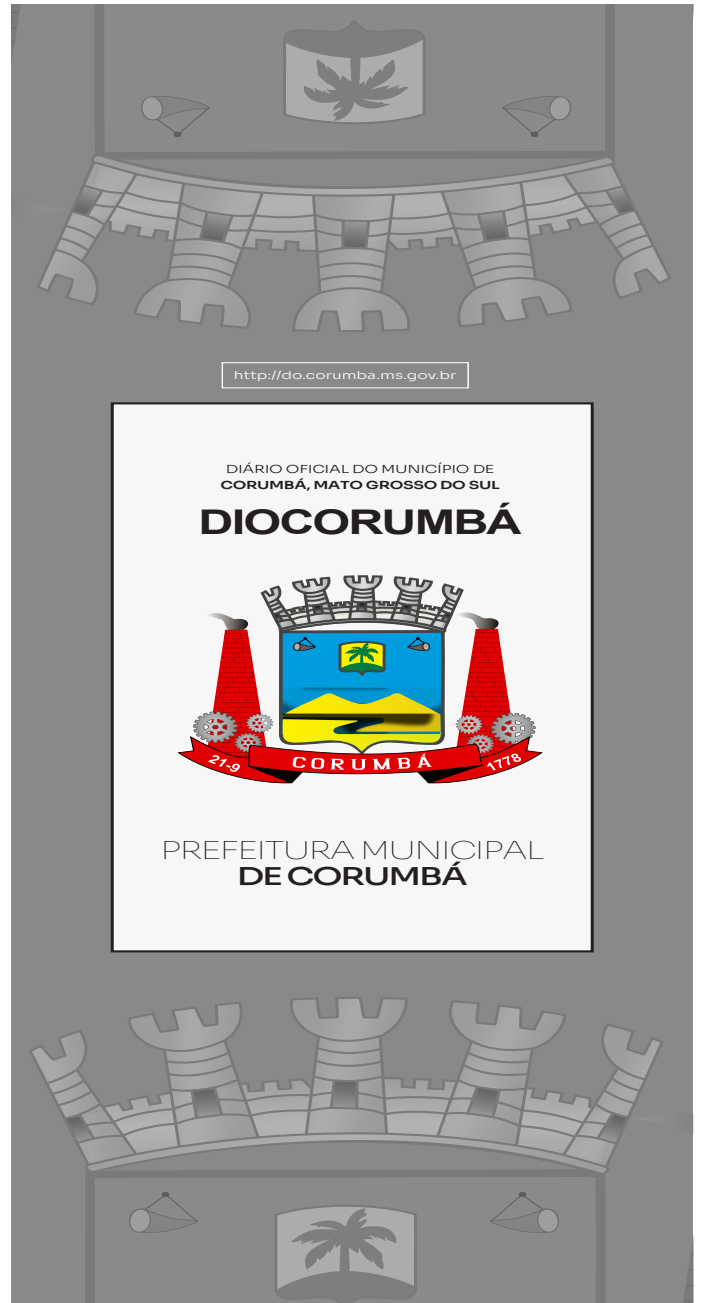 http://do.corumba.ms.gov.br
DIÁRIO OFICIAL DO MUNICÍPIO DE
CORUMBÁ, MATO GROSSO DO SUL
DIOCORUMBÁ
21-9 CORUMBÁ 1778
PREFEITURA MUNICIPAL
DE CORUMBÁ